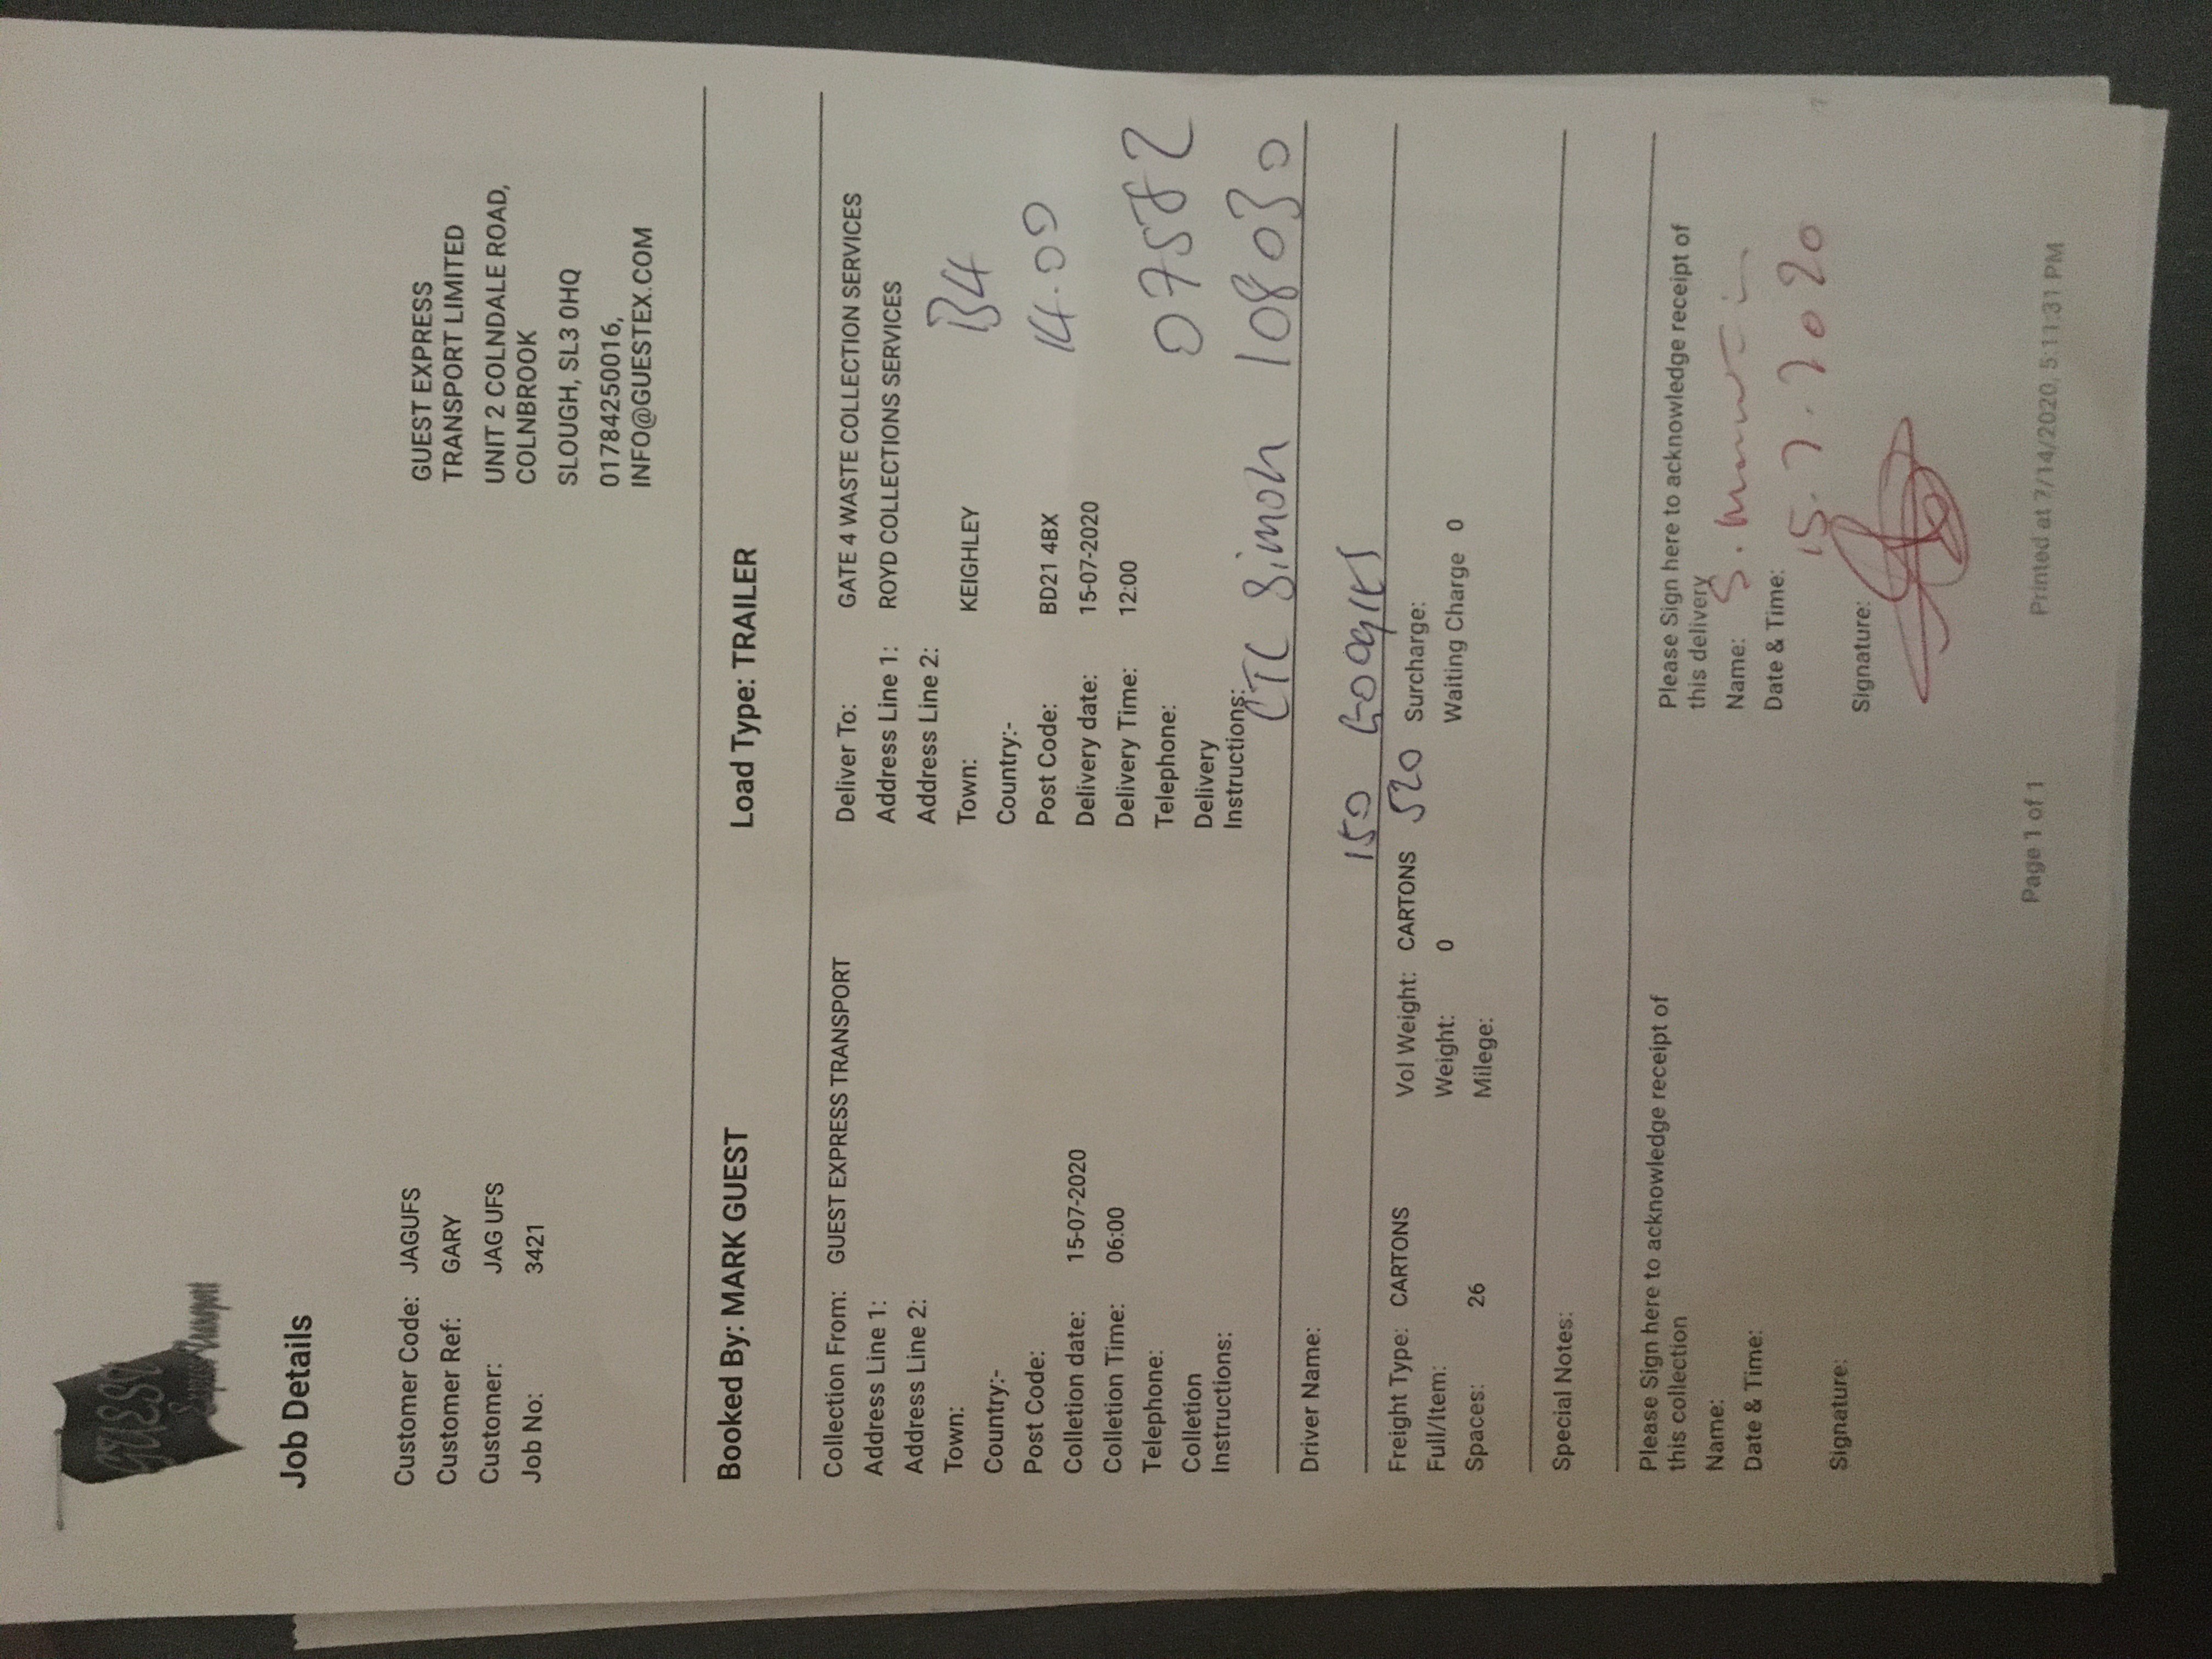 GUEST
Express Transport
Job Details
GUEST EXPRESS
TRANSPORT LIMITED
UNIT 2 COLNDALE ROAD,
COLNBROOK
SLOUGH, SL3 0HQ
01784250016,
INFO@GUESTEX.COM
Customer Code: JAGUFS
Customer Ref: GARY
Customer: JAG UFS
Job No: 3421
Booked By: MARK GUEST Load Type: TRAILER
Collection From: GUEST EXPRESS TRANSPORT
Address Line 1:
Address Line 2:
Town:
Country:-
Post Code:
Colletion date: 15-07-2020
Colletion Time: 06:00
Telephone:
Colletion
Instructions:
Deliver To: GATE 4 WASTE COLLECTION SERVICES
Address Line 1: ROYD COLLECTIONS SERVICES
Address Line 2:
Town: KEIGHLEY B4
Country:-
Post Code: BD21 4BX 14.00
Delivery date: 15-07-2020
Delivery Time: 12:00
Telephone: 07582
Delivery
Instructions: CTC Simon 108030
Driver Name:
150
Freight Type: CARTONS Vol Weight: CARTONS 520 Surcharge:
Full/Item: Weight: 0 Waiting Charge 0
Spaces: 26 Milege:
Special Notes:
Please Sign here to acknowledge receipt of
this collection
Name:
Date & Time:
Signature:
Please Sign here to acknowledge receipt of
this delivery
Name: S.
Date & Time: 15.7.2020
Signature:
Page 1 of 1 Printed at 7/14/2020, 5:11:31 PM